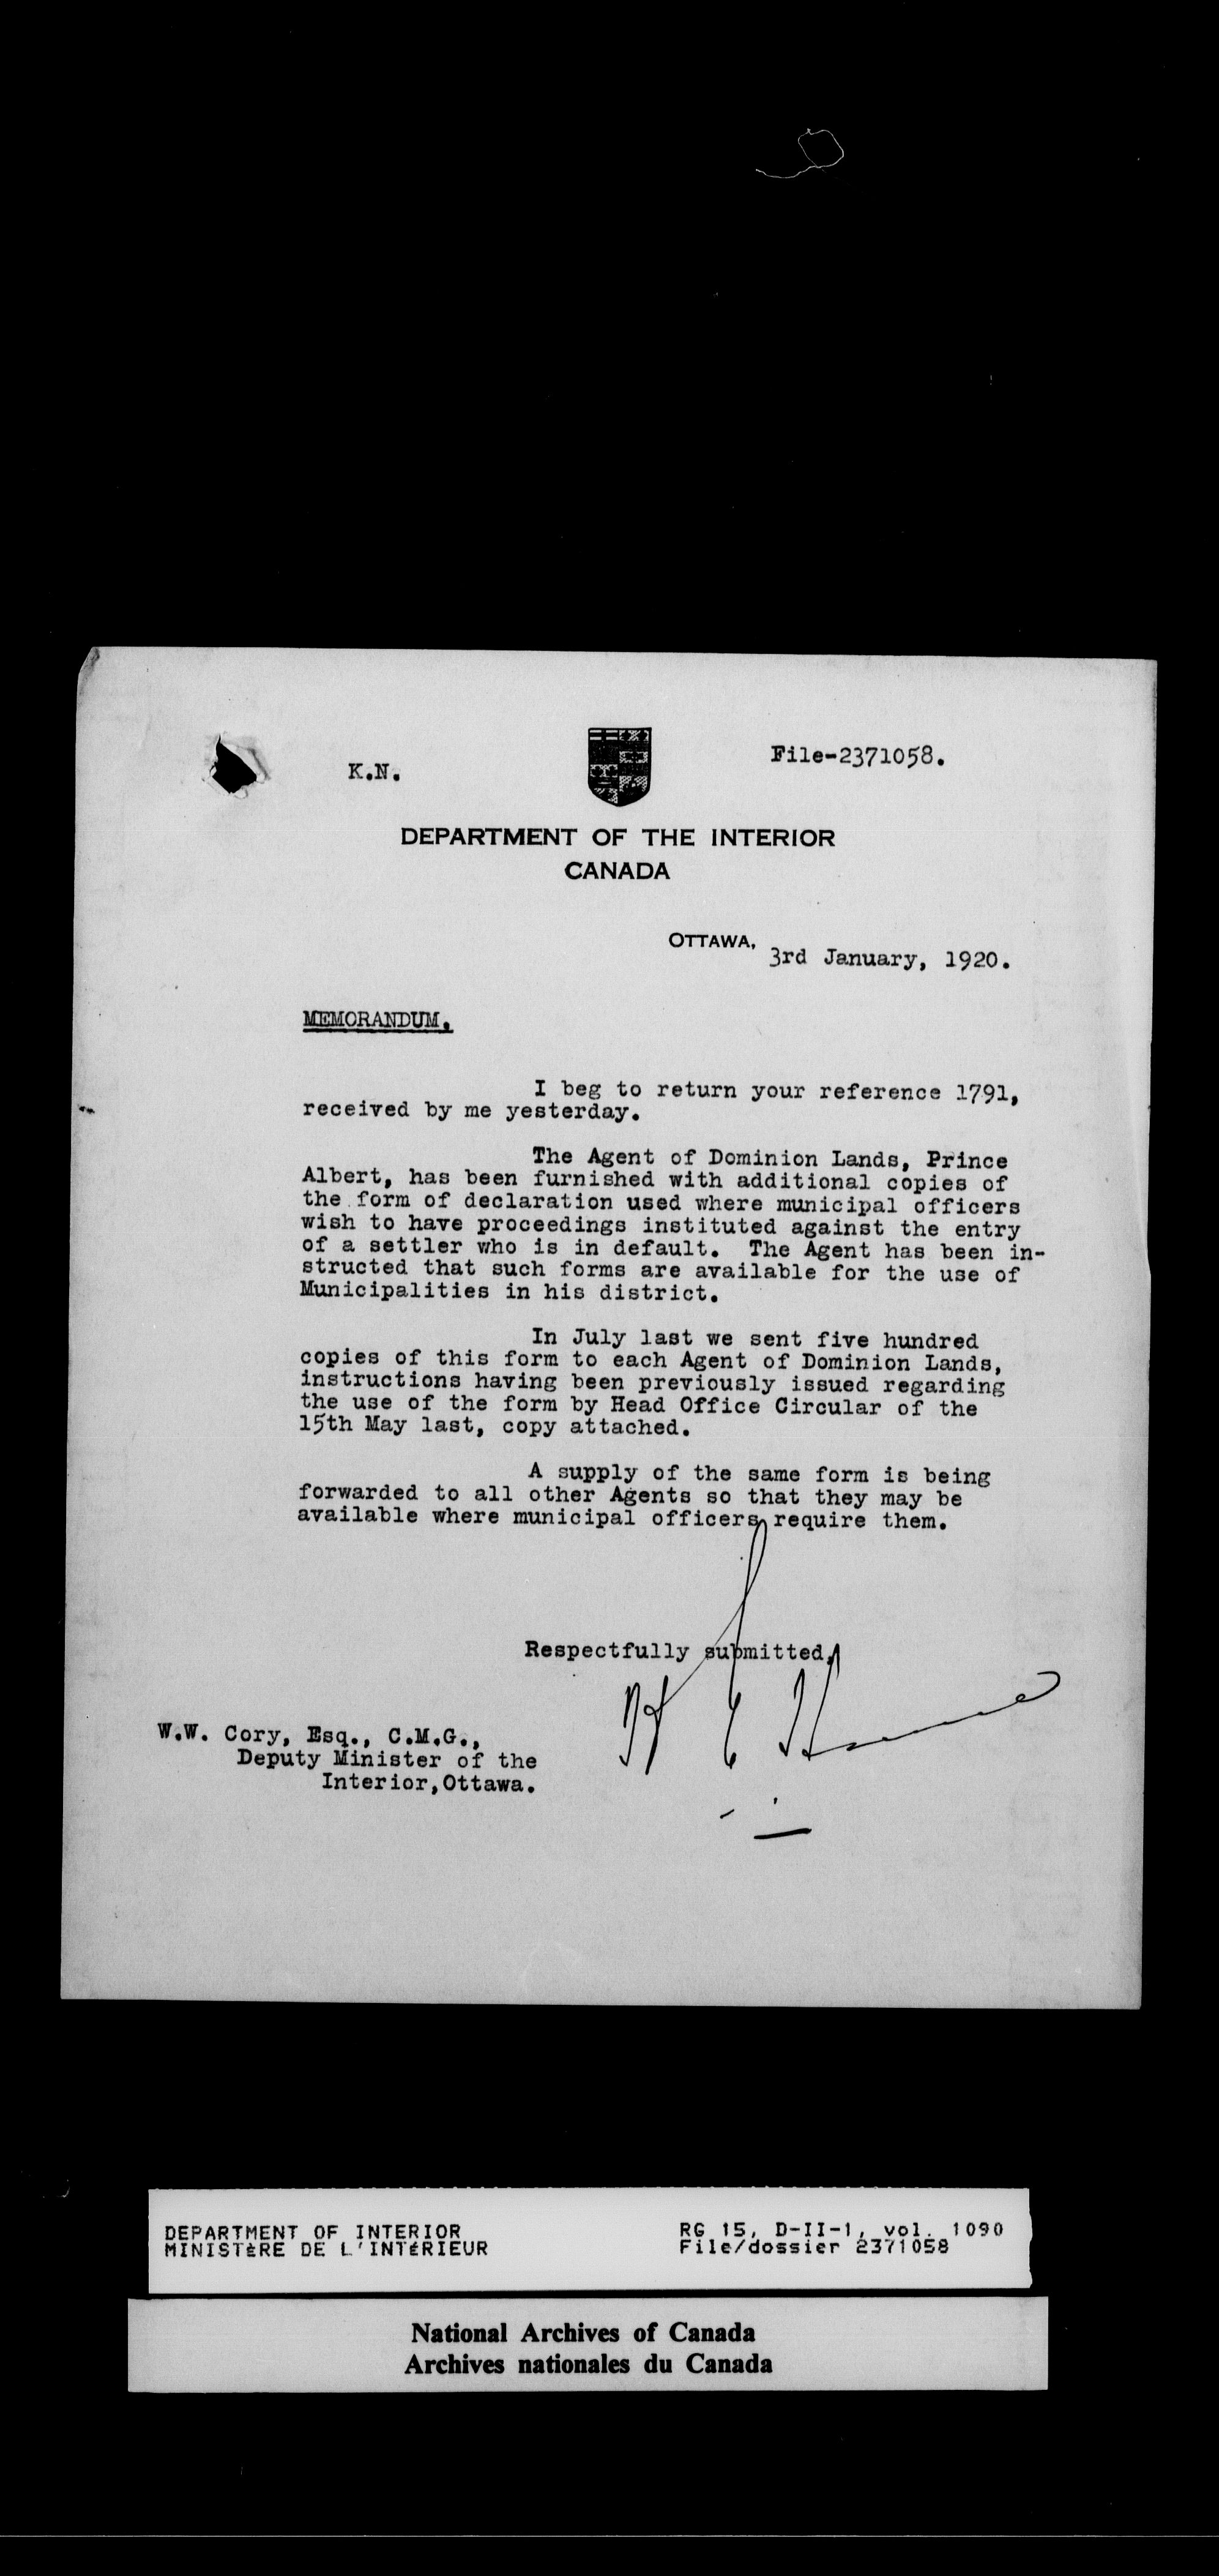 K.N.
File-2371058.
DEPARTMENT OF THE INTERIOR
CANADA
OTTAWA,
3rd January, 1920.
MEMORANDUM.
I beg to return your reference 1791,
received by me yesterday.
The Agent of Dominion Lands, Prince
Albert, has been furnished with additional copies of
the form of declaration used where municipal officers
wish to have proceedings instituted against the entry
of a settler who is in default. The Agent has been in-
structed that such forms are available for the use of
Municipalities in his district.
In July last we sent five hundred
copies of this form to each Agent of Dominion Lands,
instructions having been previously issued regarding
the use of the form by Head Office Circular of the
15th May last, copy attached.
A supply of the same form is being
forwarded to all other Agents so that they may be
available where municipal officers require them.
Respectfully submitted,
W.W. Cory, Esq., C.M.G.,
Deputy Minister of the
Interior,Ottawa.
DEPARTMENT OF INTERIOR
MINISTÈRE DE L'INTÉRIEUR
RG 15, D-II-1, vol. 1090
File/dossier 2371058
National Archives of Canada
Archives nationales du Canada